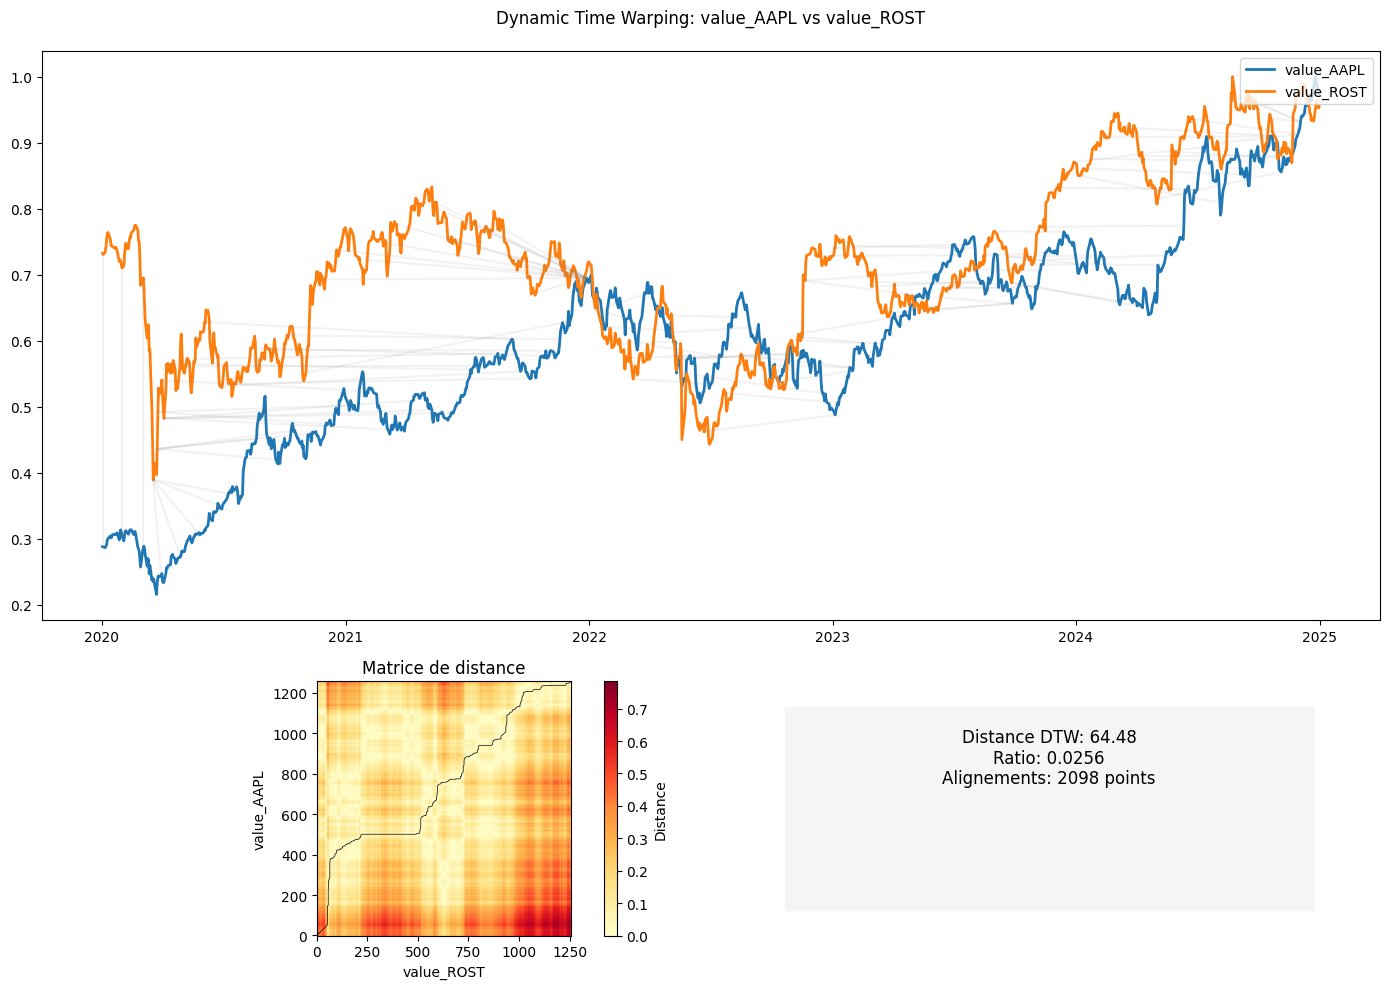 Dynamic Time Warping: value_AAPL vs value_ROST
value_AAPL
value_ROST
1.0
0.9
0.8
0.7
0.6
0.5
0.4
0.3
0.2
2020 2021 2022 2023 2024 2025
Matrice de distance
1200
1000
800
600
400
200
0
value_AAPL
0 250 500 750 1000 1250
value_ROST
0.7
0.6
0.5
0.4
0.3
0.2
0.1
0.0
Distance
Distance DTW: 64.48
Ratio: 0.0256
Alignements: 2098 points